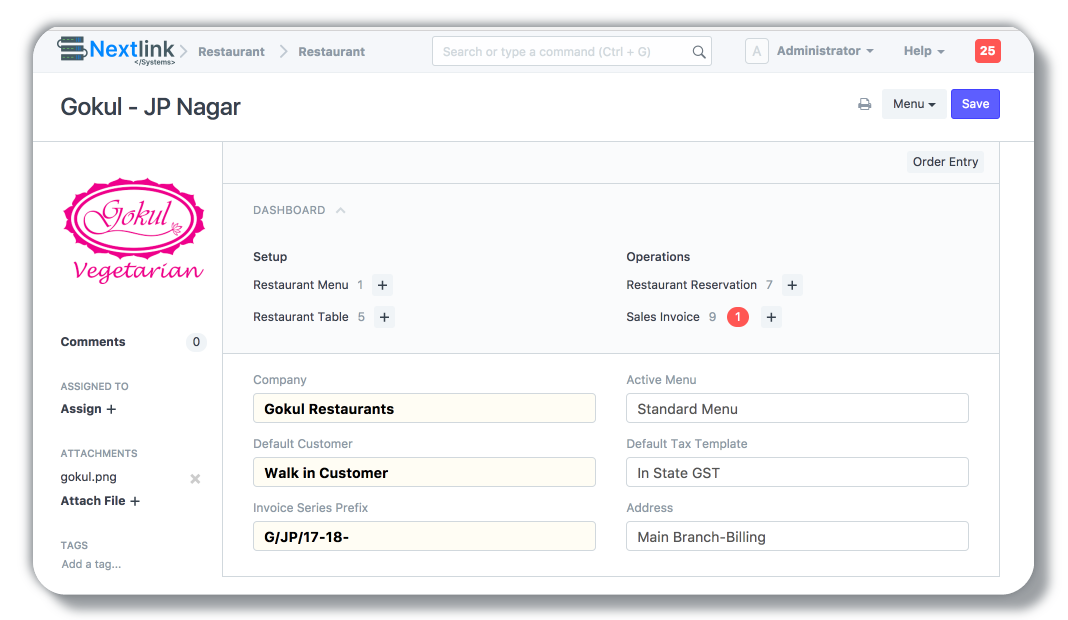 Nextlink
</Systems>
Restaurant
Restaurant
Search or type a command (Ctrl + G)
A
Administrator
Help
25
Gokul - JP Nagar
Menu
Save
Gokul
Vegetarian
Comments 0
ASSIGNED TO
Assign +
ATTACHMENTS
gokul.png
Attach File +
TAGS
Add a tag...
Order Entry
DASHBOARD
Setup
Restaurant Menu 1 +
Restaurant Table 5 +
Operations
Restaurant Reservation 7 +
Sales Invoice 9 1 +
Company
Gokul Restaurants
Default Customer
Walk in Customer
Invoice Series Prefix
G/JP/17-18-
Active Menu
Standard Menu
Default Tax Template
In State GST
Address
Main Branch-Billing